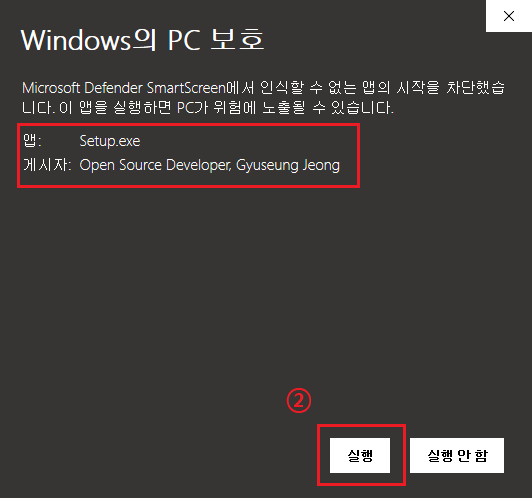 Windows의 PC 보호
Microsoft Defender SmartScreen에서 인식할 수 없는 앱의 시작을 차단했습
니다. 이 앱을 실행하면 PC가 위험에 노출될 수 있습니다.
앱: Setup.exe
게시자: Open Source Developer, Gyuseung Jeong
②
실행 실행 안 함